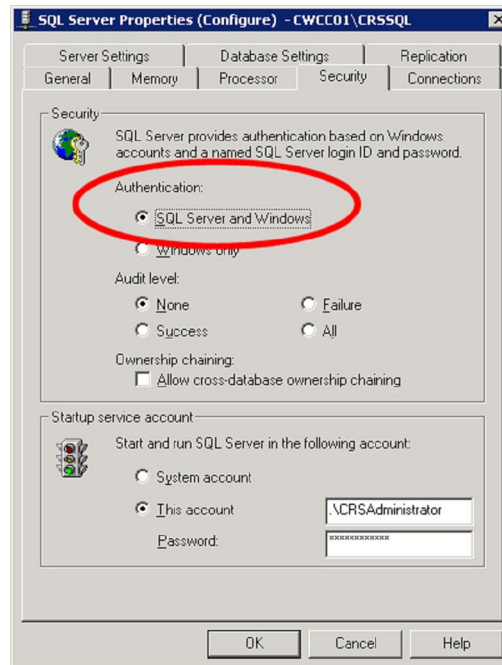 SQL Server Properties (Configure) - CWCC01\CRSSQL
Server Settings
Database Settings
Replication
General
Memory
Processor
Security
Connections
Security
SQL Server provides authentication based on Windows
accounts and a named SQL Server login ID and password.
Authentication:
SQL Server and Windows
Windows only
Audit level:
None
Failure
Success
All
Ownership chaining:
Allow cross-database ownership chaining
Startup service account
Start and run SQL Server in the following account:
System account
This account
.\CRSAdministrator
Password:
xxxxxxxxxxxx
OK
Cancel
Help